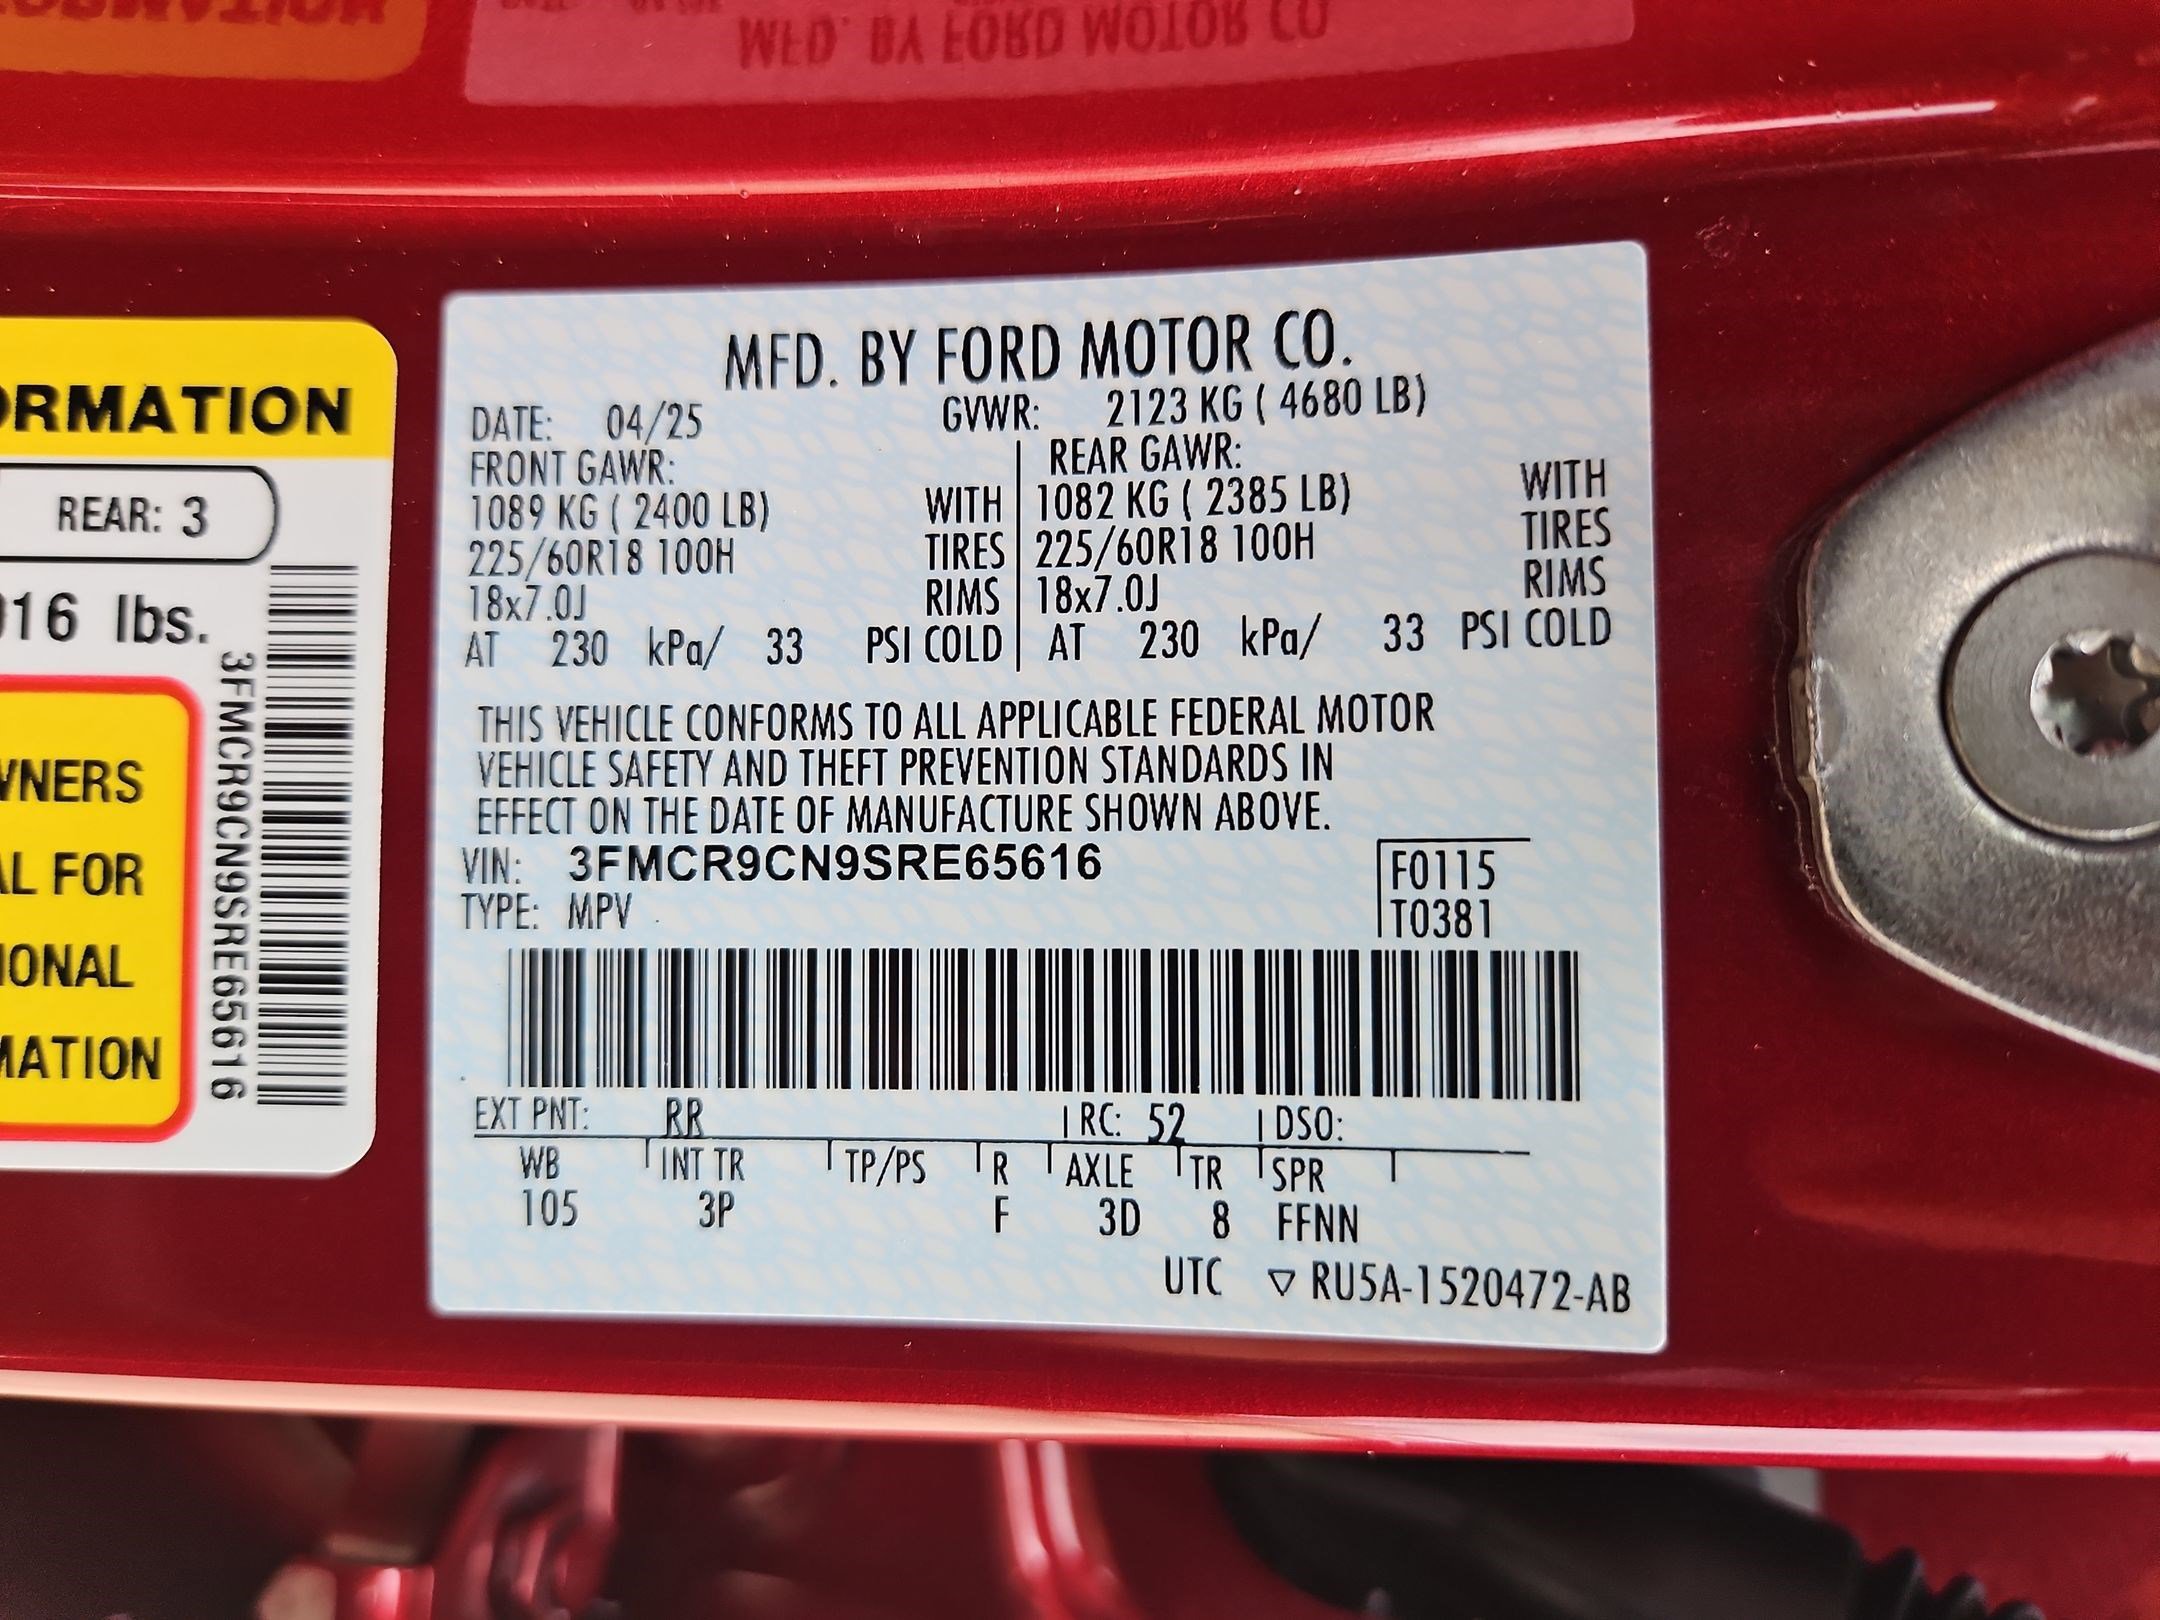 MFD. BY FORD MOTOR CO.
DATE: 04/25 GVWR: 2123 KG ( 4680 LB)
FRONT GAWR: REAR GAWR:
1089 KG ( 2400 LB) WITH 1082 KG ( 2385 LB) WITH
225/60R18 100H TIRES 225/60R18 100H TIRES
18x7.0J RIMS 18x7.0J RIMS
AT 230 kPa/ 33 PSI COLD AT 230 kPa/ 33 PSI COLD
THIS VEHICLE CONFORMS TO ALL APPLICABLE FEDERAL MOTOR
VEHICLE SAFETY AND THEFT PREVENTION STANDARDS IN
EFFECT ON THE DATE OF MANUFACTURE SHOWN ABOVE.
VIN: 3FMCR9CN9SRE65616 F0115
TYPE: MPV T0381
EXT PNT: RR RC: 52 DSO:
WB INT TR TP/PS R AXLE TR SPR
105 3P F 3D 8 FFNN
UTC ▽ RU5A-1520472-AB
ORMATION
REAR: 3
016 lbs.
WNERS
AL FOR
IONAL
MATION
3FMCR9CN9SRE65616
MFD. BY FORD MOTOR CO